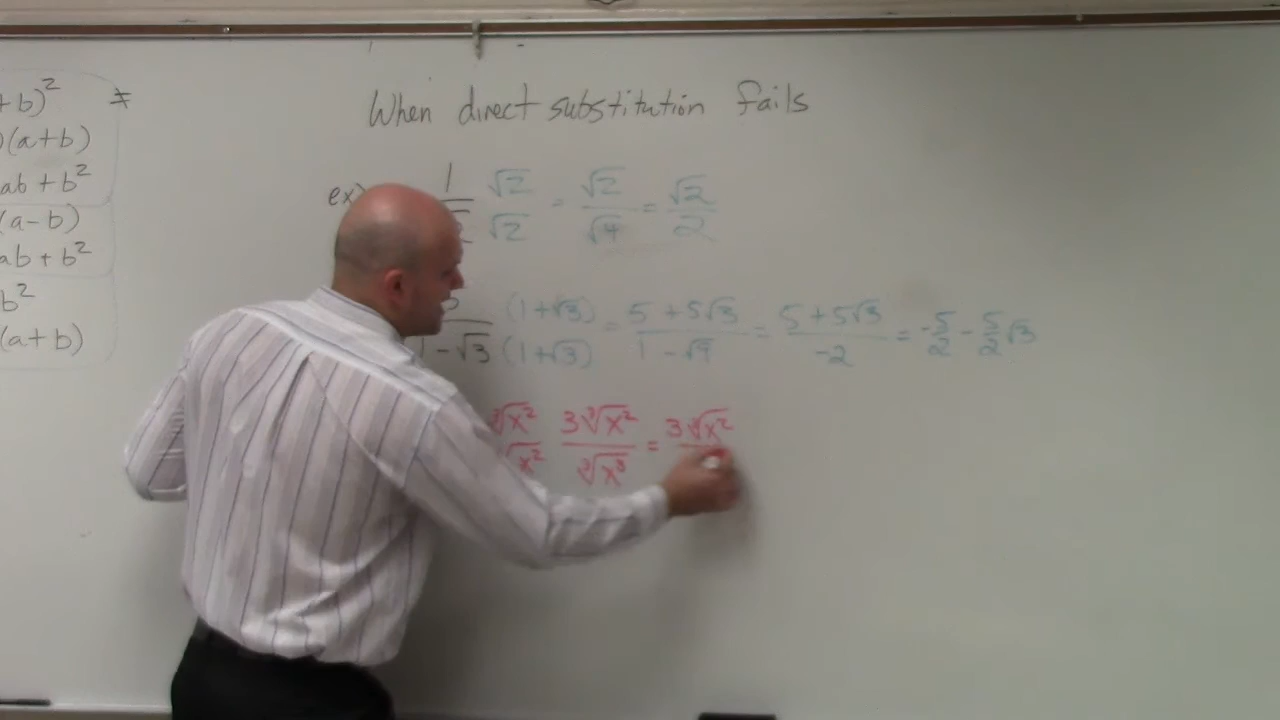 When direct substitution fails
+b)² ≠
)(a+b)
ab + b²
(a-b)
ab + b²
b²
(a+b)
ex) 1 √2/√2 = √2/√4 = √2/2
1-√3 (1+√3)/(1+√3) = 5+5√3/1-√9 = 5+5√3/-2 = -5/2 - 5/2√3
∛x²/√x² 3∛x²/∛x³ = 3∛x²